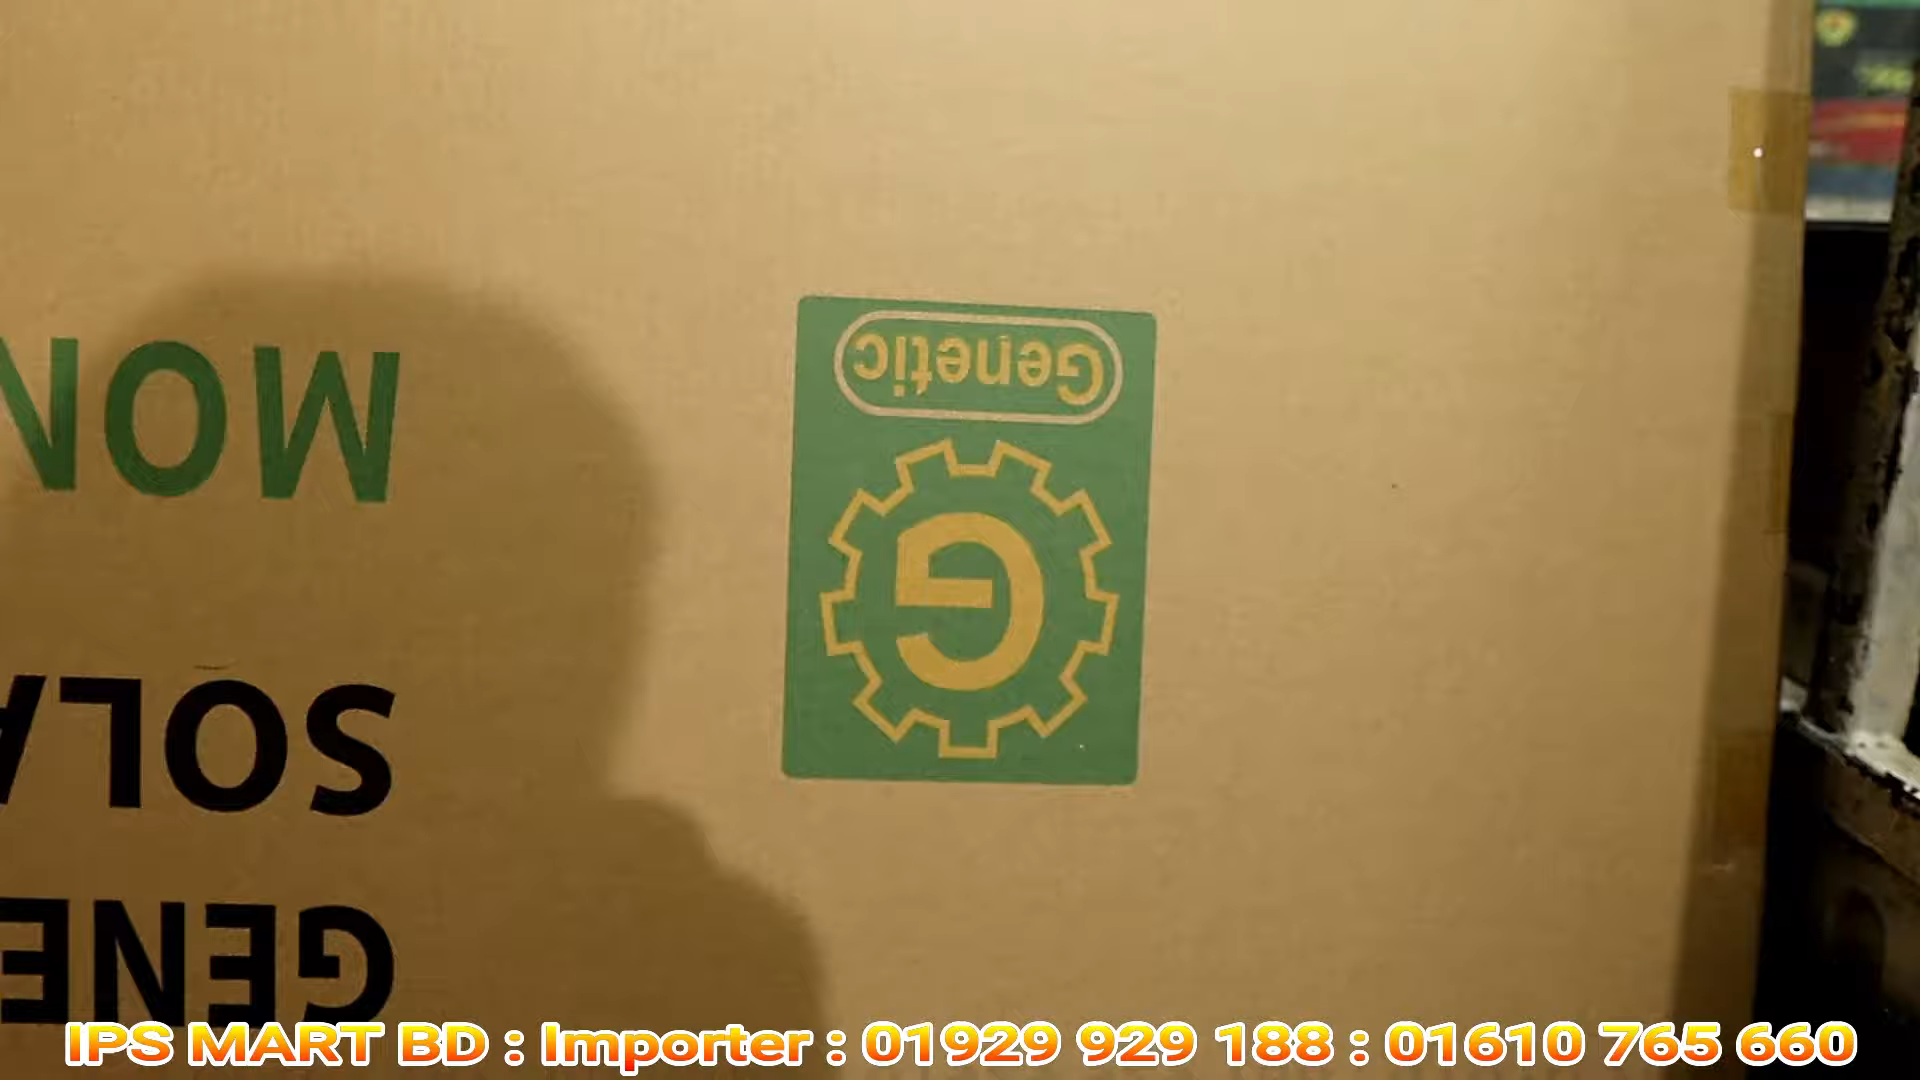 Genetic
G
MON
SOLA
GENE
IPS MART BD : Importer : 01929 929 188 : 01610 765 660